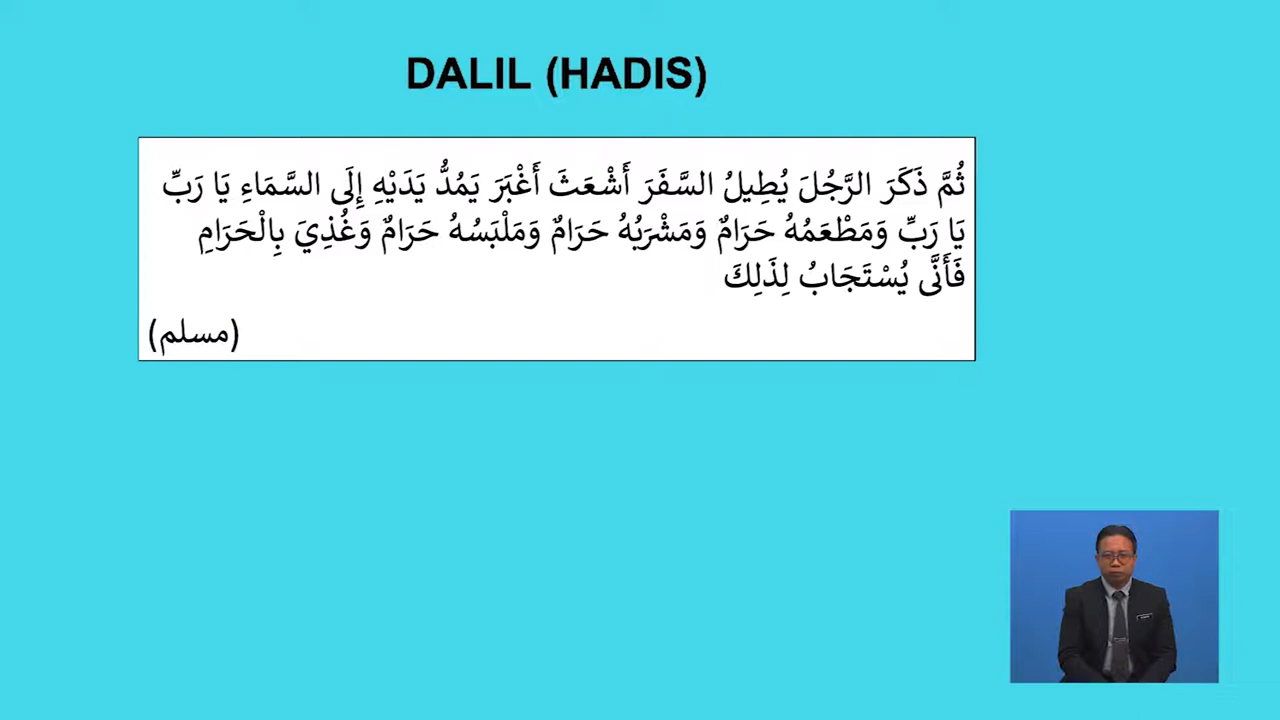 DALIL (HADIS)
ثُمَّ ذَكَرَ الرَّجُلَ يُطِيلُ السَّفَرَ أَشْعَثَ أَغْبَرَ يَمُدُّ يَدَيْهِ إِلَى السَّمَاءِ يَا رَبِّ
يَا رَبِّ وَمَطْعَمُهُ حَرَامٌ وَمَشْرَبُهُ حَرَامٌ وَمَلْبَسُهُ حَرَامٌ وَغُذِيَ بِالْحَرَامِ
فَأَنَّى يُسْتَجَابُ لِذَلِكَ
(مسلم)